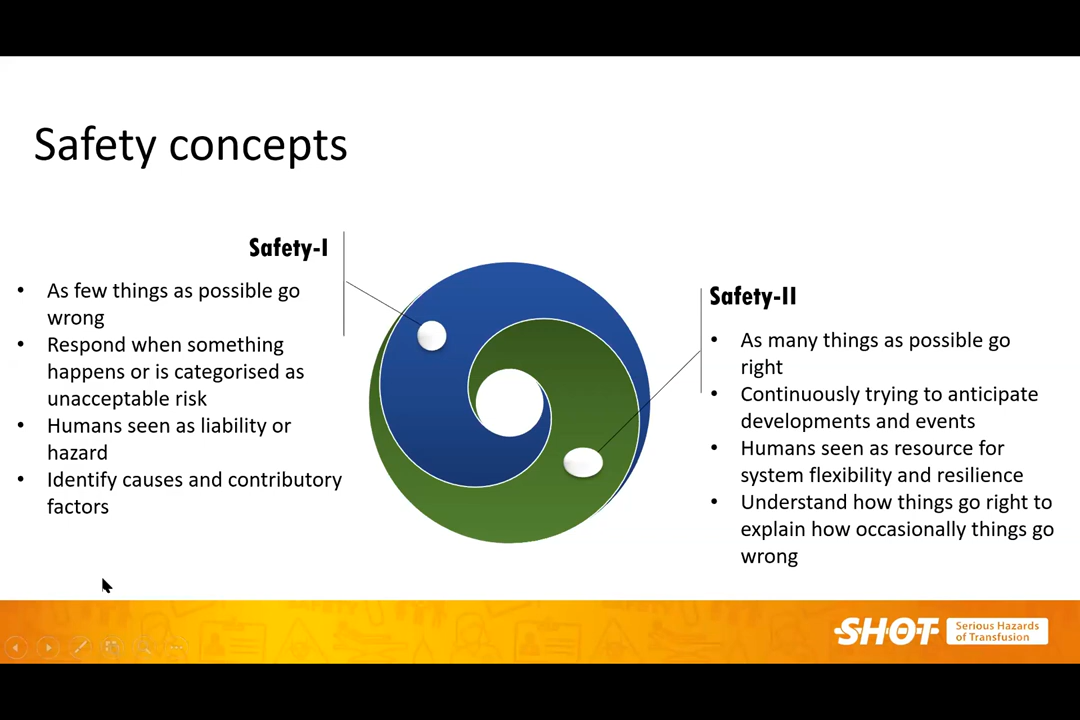 Safety concepts
Safety-I
• As few things as possible go
wrong
• Respond when something
happens or is categorised as
unacceptable risk
• Humans seen as liability or
hazard
• Identify causes and contributory
factors
Safety-II
• As many things as possible go
right
• Continuously trying to anticipate
developments and events
• Humans seen as resource for
system flexibility and resilience
• Understand how things go right to
explain how occasionally things go
wrong
SHOT
Serious Hazards
of Transfusion